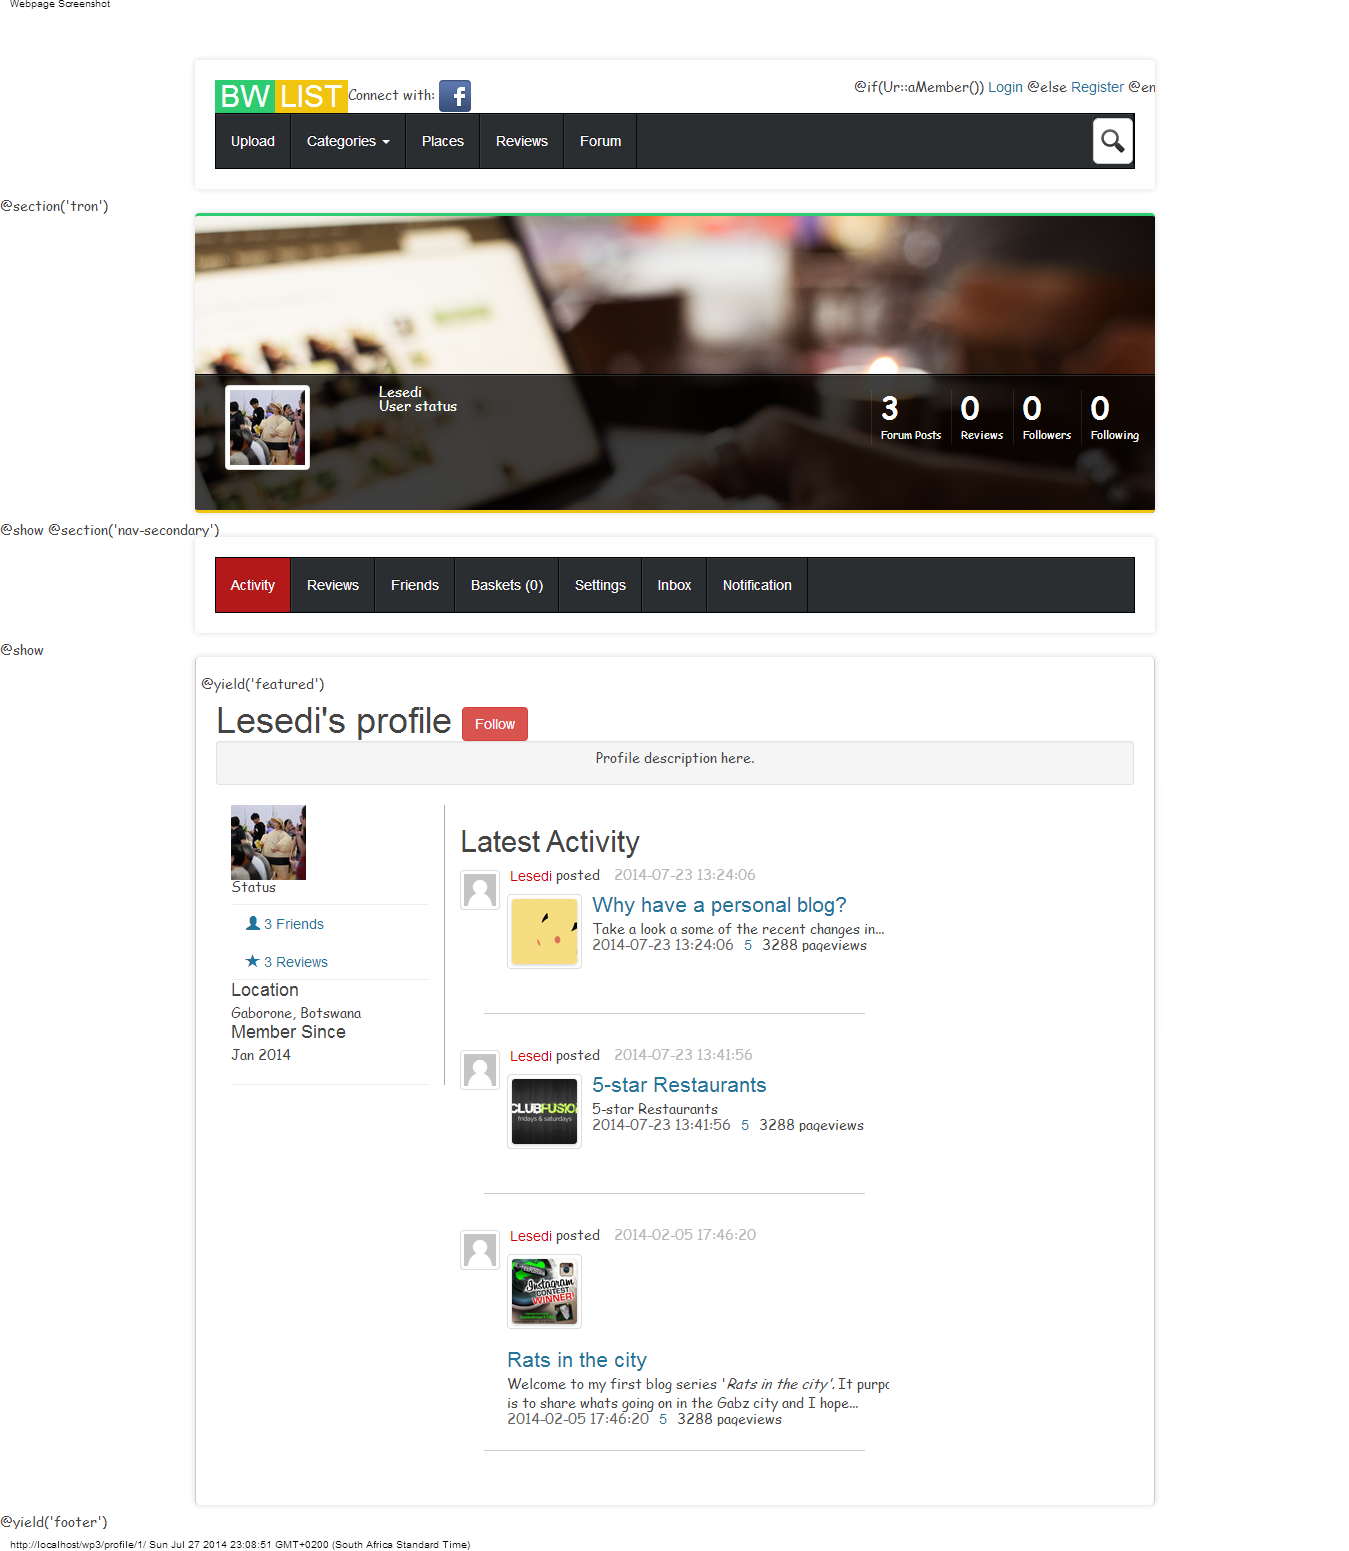 Webpage Screenshot
BW LIST Connect with: f
@if(Ur::aMember()) Login @else Register @en
Upload Categories Places Reviews Forum
@section('tron')
Lesedi
User status
3 0 0 0
Forum Posts Reviews Followers Following
@show @section('nav-secondary')
Activity Reviews Friends Baskets (0) Settings Inbox Notification
@show
@yield('featured')
Lesedi's profile Follow
Profile description here.
Status
3 Friends
3 Reviews
Location
Gaborone, Botswana
Member Since
Jan 2014
Latest Activity
Lesedi posted 2014-07-23 13:24:06
Why have a personal blog?
Take a look a some of the recent changes in...
2014-07-23 13:24:06 5 3288 pageviews
Lesedi posted 2014-07-23 13:41:56
CLUBFUSION
fridays & saturdays
5-star Restaurants
5-star Restaurants
2014-07-23 13:41:56 5 3288 pageviews
Lesedi posted 2014-02-05 17:46:20
Instagram
CONTEST
WINNER!
Rats in the city
Welcome to my first blog series 'Rats in the city'. It purpo
is to share whats going on in the Gabz city and I hope...
2014-02-05 17:46:20 5 3288 pageviews
@yield('footer')
http://localhost/wp3/profile/1/ Sun Jul 27 2014 23:08:51 GMT+0200 (South Africa Standard Time)